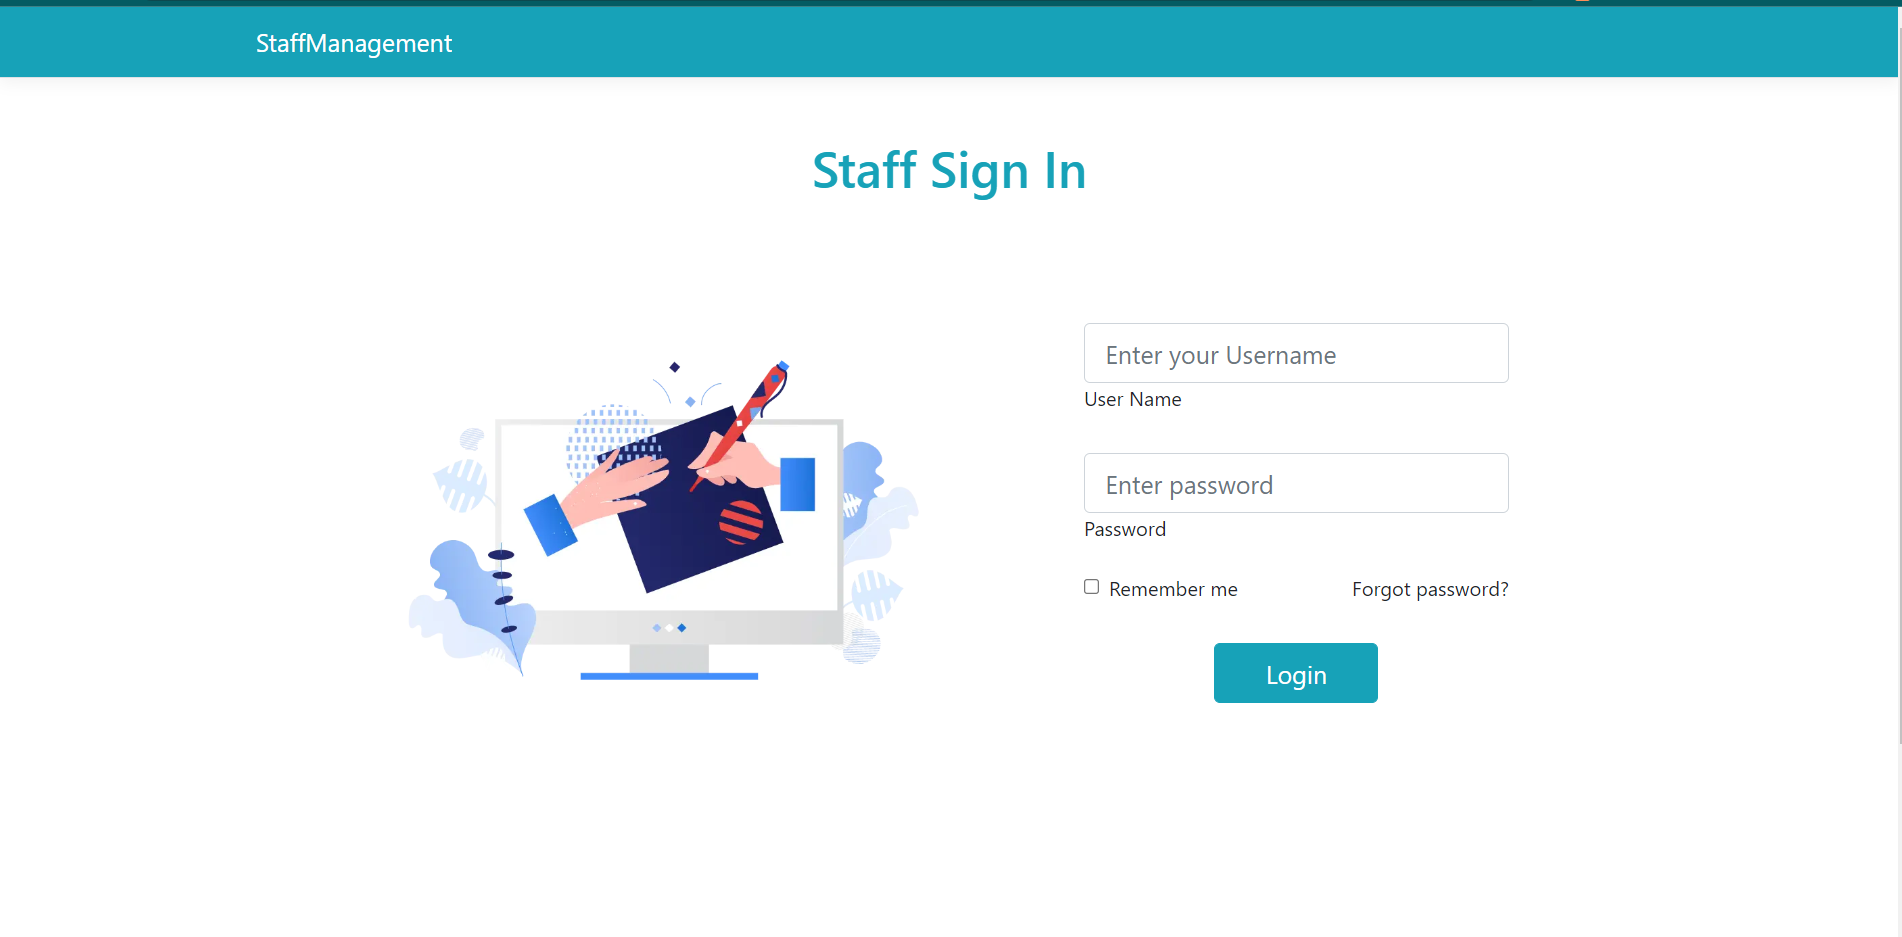 StaffManagement
Staff Sign In
Enter your Username
User Name
Enter password
Password
Remember me Forgot password?
Login